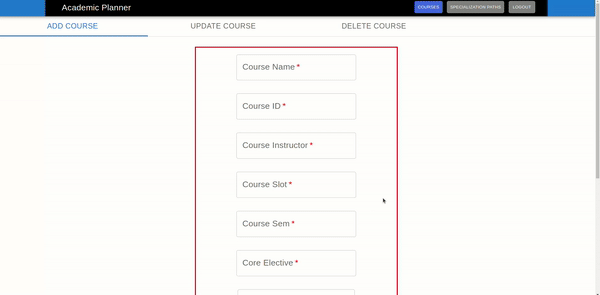 Academic Planner
COURSES SPECIALIZATION PATHS LOGOUT
ADD COURSE UPDATE COURSE DELETE COURSE
Course Name *
Course ID *
Course Instructor *
Course Slot *
Course Sem *
Core Elective *